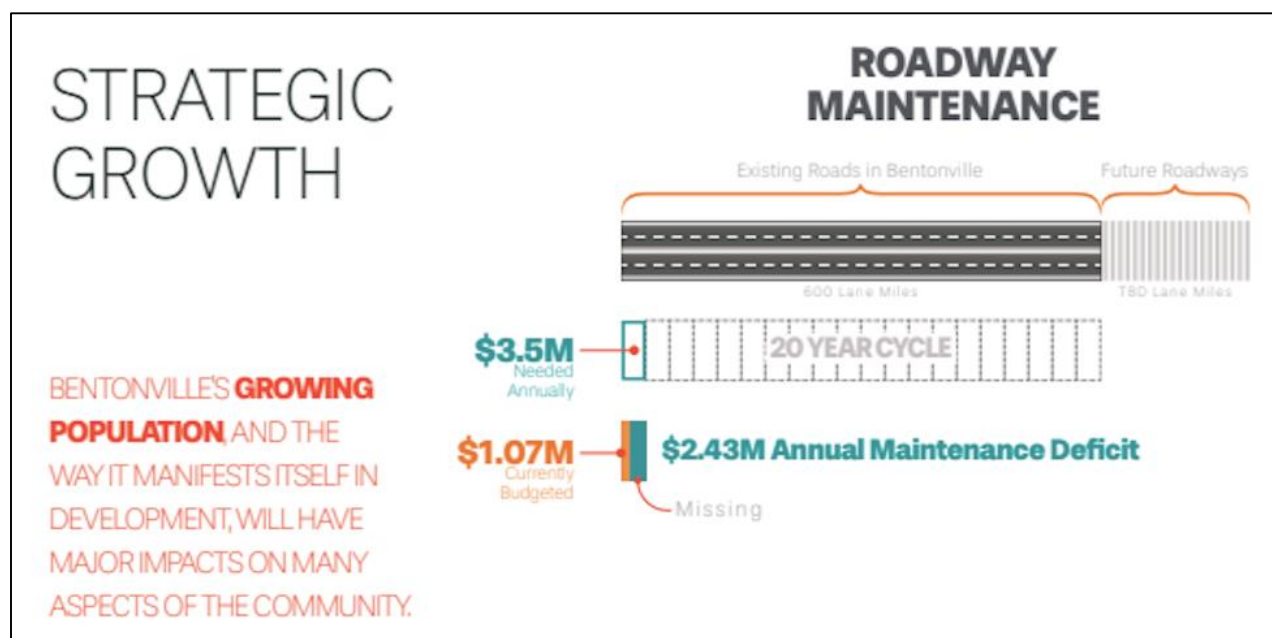 STRATEGIC
GROWTH
BENTONVILLE'S GROWING
POPULATION, AND THE
WAY IT MANIFESTS ITSELF IN
DEVELOPMENT, WILL HAVE
MAJOR IMPACTS ON MANY
ASPECTS OF THE COMMUNITY.
ROADWAY
MAINTENANCE
Existing Roads in Bentonville
Future Roadways
600 Lane Miles
TBD Lane Miles
$3.5M
Needed
Annually
20 YEAR CYCLE
$1.07M
Currently
Budgeted
$2.43M Annual Maintenance Deficit
Missing